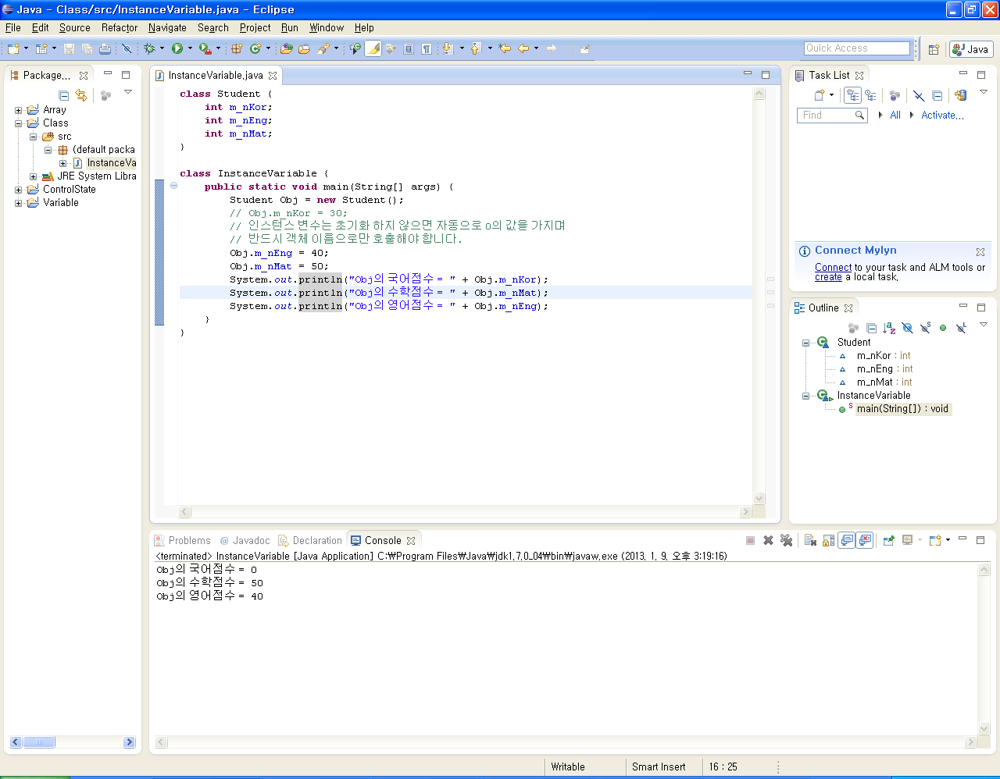 Java - Class/src/InstanceVariable.java - Eclipse
File Edit Source Refactor Navigate Search Project Run Window Help
Quick Access
Java
Package...
Array
Class
src
(default packa
InstanceVa
JRE System Libra
ControlState
Variable
InstanceVariable.java
class Student {
int m_nKor;
int m_nEng;
int m_nMat;
}
class InstanceVariable {
public static void main(String[] args) {
Student Obj = new Student();
// Obj.m_nKor = 30;
// 인스턴스 변수는 초기화 하지 않으면 자동으로 0의 값을 가지며
// 반드시 객체 이름으로만 호출해야 합니다.
Obj.m_nEng = 40;
Obj.m_nMat = 50;
System.out.println("Obj의 국어점수 = " + Obj.m_nKor);
System.out.println("Obj의 수학점수 = " + Obj.m_nMat);
System.out.println("Obj의 영어점수 = " + Obj.m_nEng);
}
}
Task List
Find
All
Activate...
Connect Mylyn
Connect to your task and ALM tools or
create a local task.
Outline
Student
m_nKor : int
m_nEng : int
m_nMat : int
InstanceVariable
main(String[]) : void
Problems @ Javadoc Declaration Console
<terminated> InstanceVariable [Java Application] C:₩Program Files₩Java₩jdk1.7.0_04₩bin₩javaw.exe (2013. 1. 9. 오후 3:19:16)
Obj의 국어점수 = 0
Obj의 수학점수 = 50
Obj의 영어점수 = 40
Writable
Smart Insert
16 : 25